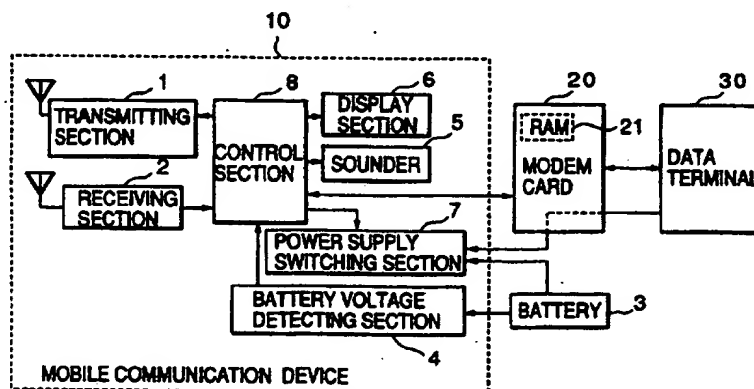 10
1
8
6
20
30
TRANSMITTING
SECTION
DISPLAY
SECTION
5
RAM
21
2
CONTROL
SECTION
SOUNDER
MODEM
CARD
DATA
TERMINAL
RECEIVING
SECTION
7
POWER SUPPLY
SWITCHING SECTION
BATTERY VOLTAGE
DETECTING SECTION
BATTERY
3
4
MOBILE COMMUNICATION DEVICE